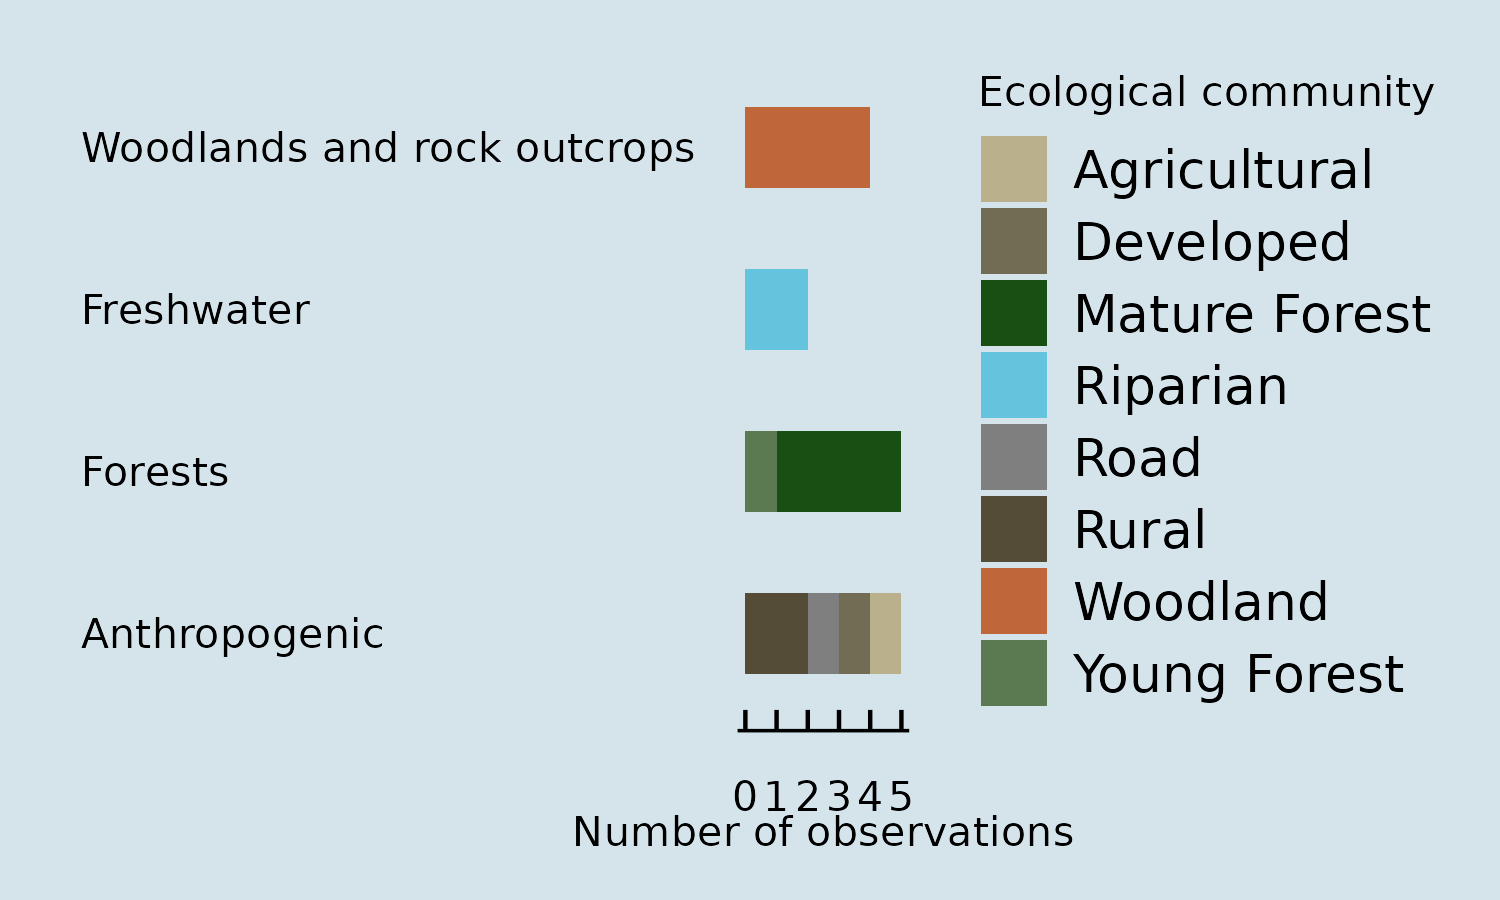 Ecological community
Woodlands and rock outcrops
Freshwater
Forests
Anthropogenic
Agricultural
Developed
Mature Forest
Riparian
Road
Rural
Woodland
Young Forest
0 1 2 3 4 5
Number of observations